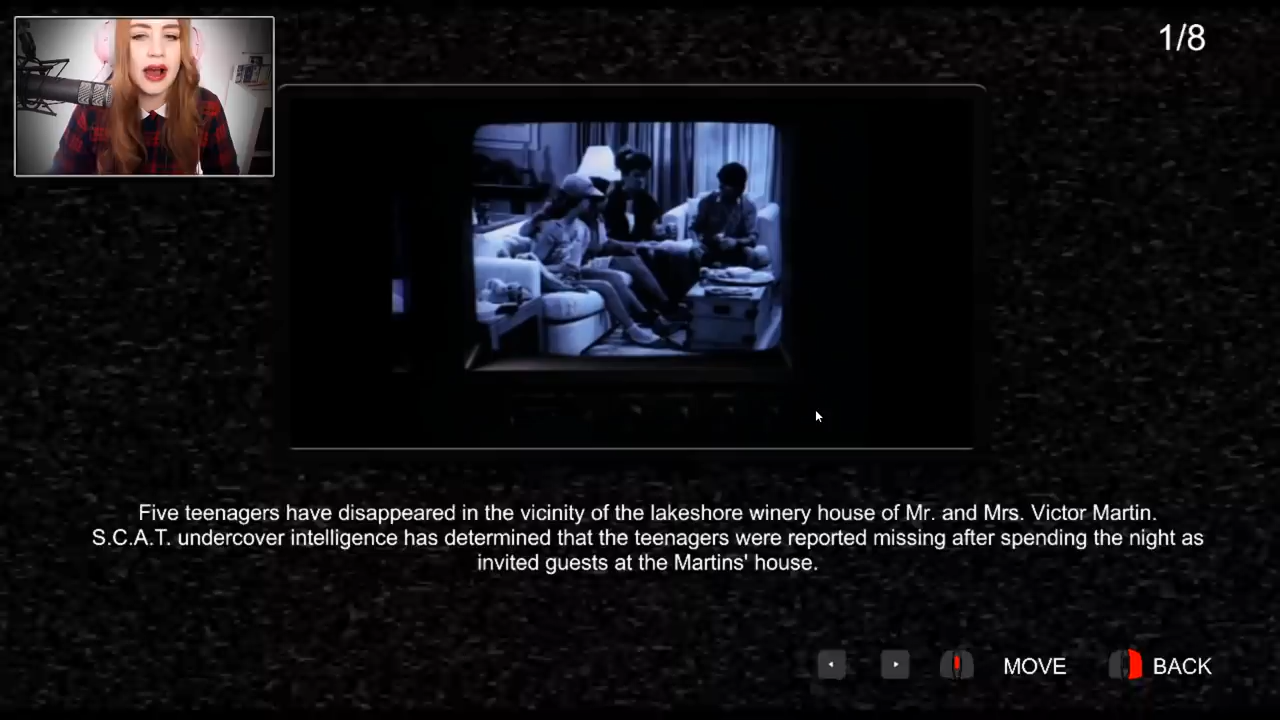 1/8
Five teenagers have disappeared in the vicinity of the lakeshore winery house of Mr. and Mrs. Victor Martin.
S.C.A.T. undercover intelligence has determined that the teenagers were reported missing after spending the night as
invited guests at the Martins' house.
MOVE BACK